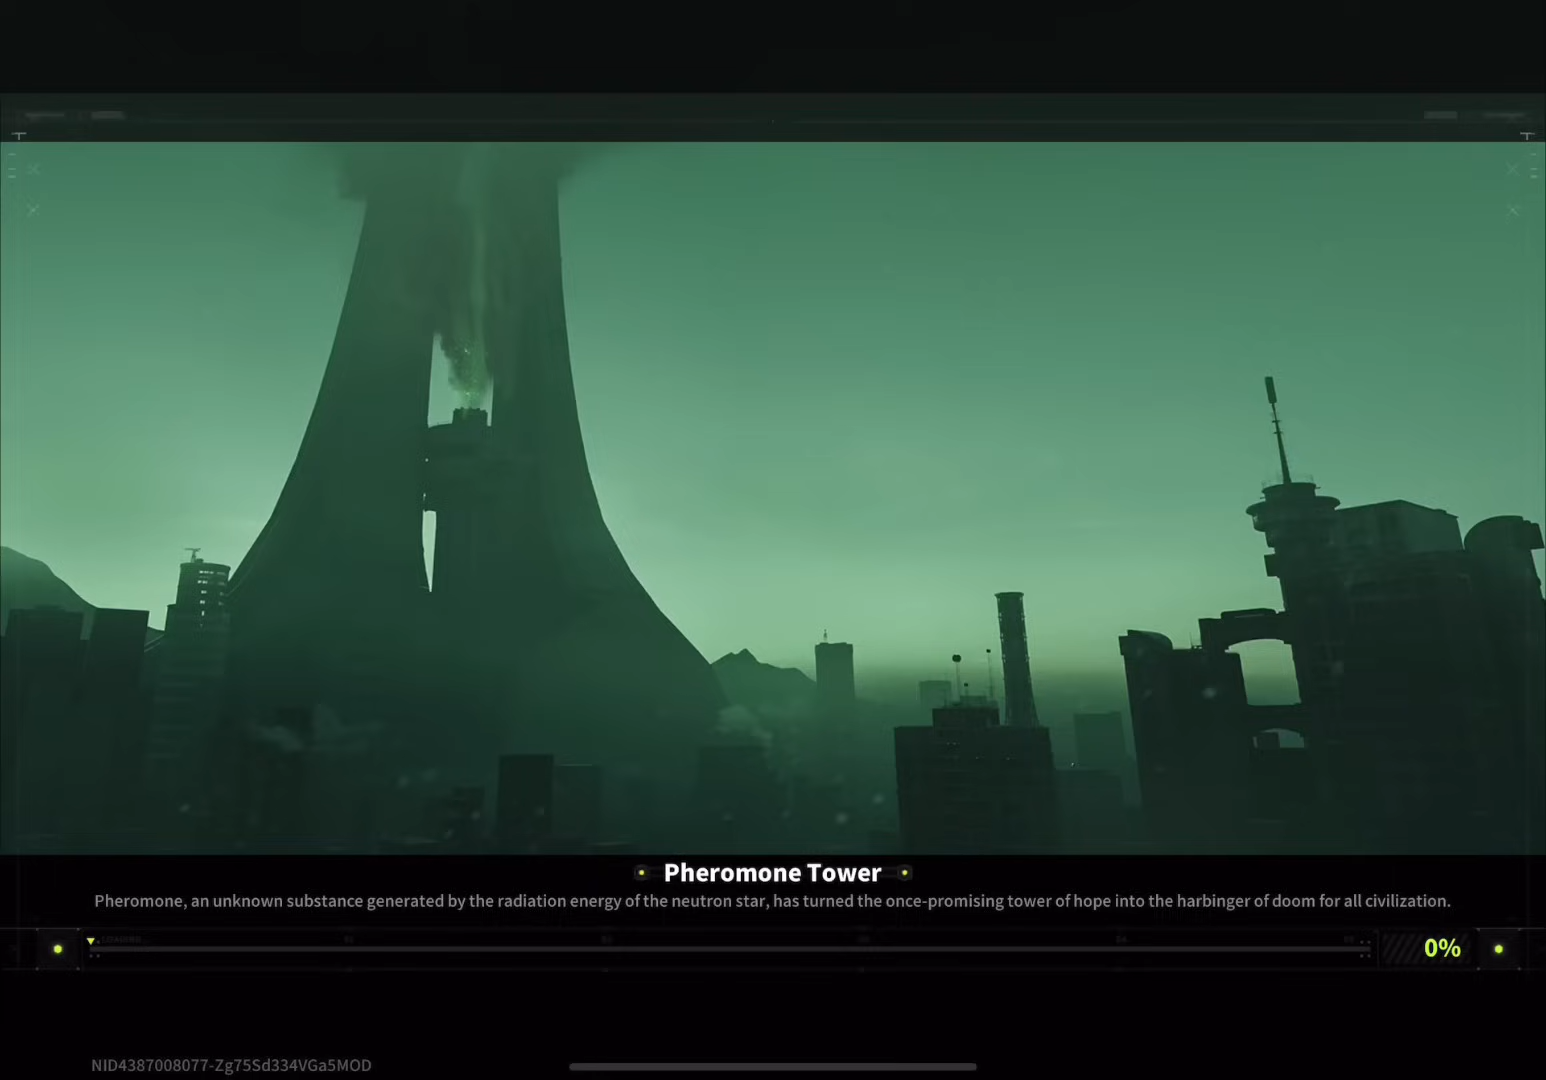 Pheromone Tower
Pheromone, an unknown substance generated by the radiation energy of the neutron star, has turned the once-promising tower of hope into the harbinger of doom for all civilization.
0%
NID4387008077-Zg75Sd334VGa5MOD